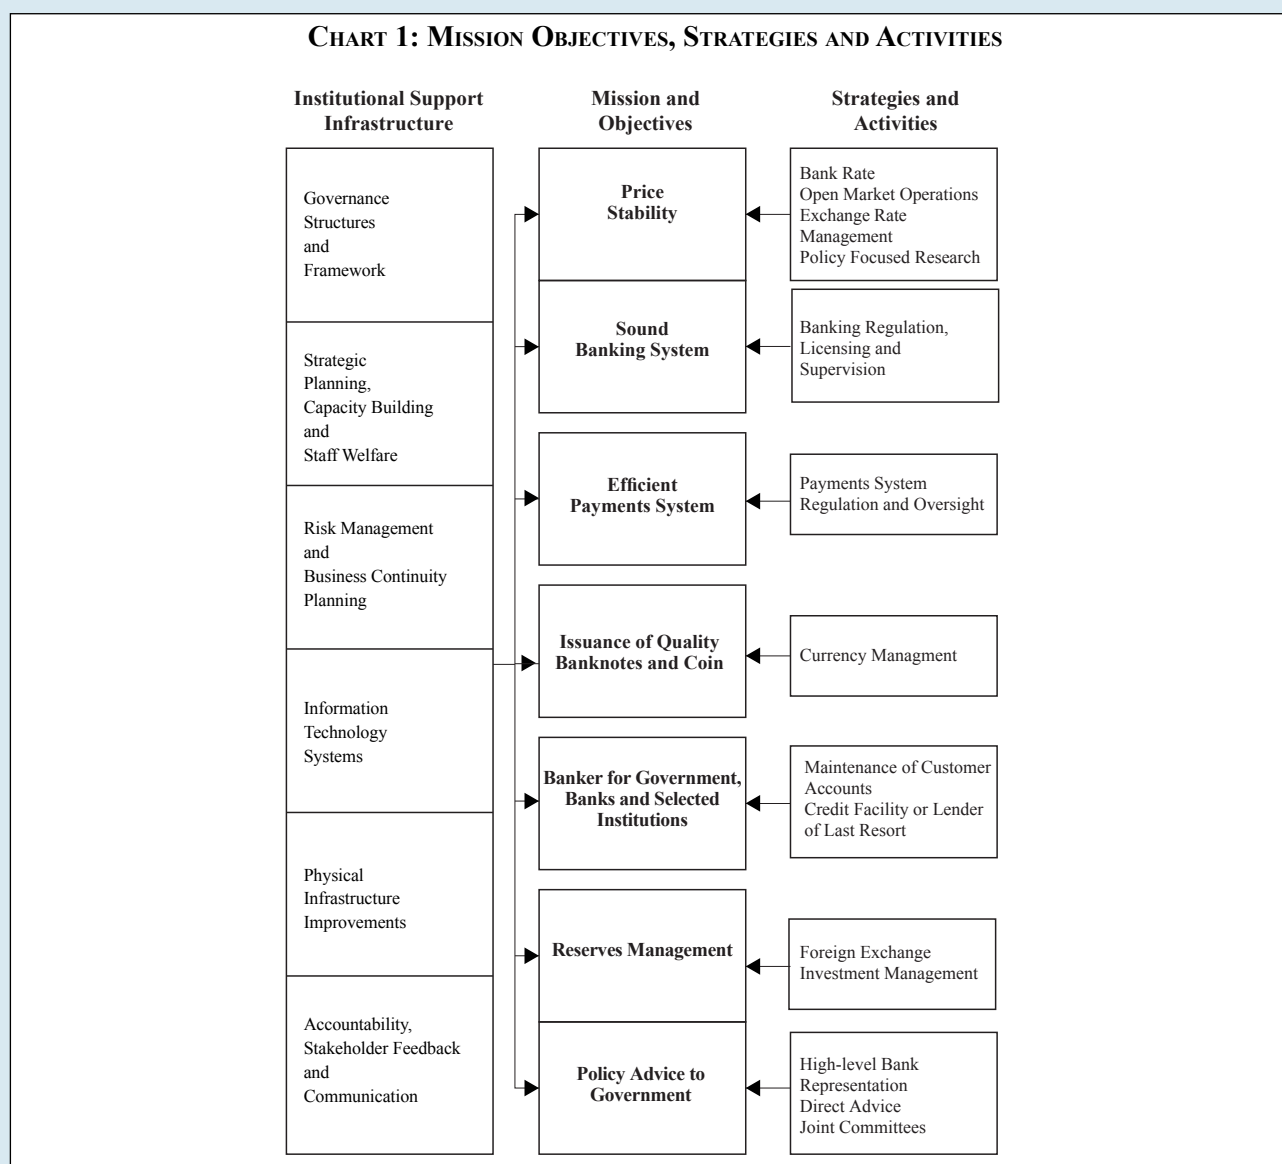 CHART 1: MISSION OBJECTIVES, STRATEGIES AND ACTIVITIES
Institutional Support
Infrastructure
Governance
Structures
and
Framework
Strategic
Planning,
Capacity Building
and
Staff Welfare
Risk Management
and
Business Continuity
Planning
Information
Technology
Systems
Physical
Infrastructure
Improvements
Accountability,
Stakeholder Feedback
and
Communication
Mission and
Objectives
Price
Stability
Sound
Banking System
Efficient
Payments System
Issuance of Quality
Banknotes and Coin
Banker for Government,
Banks and Selected
Institutions
Reserves Management
Policy Advice to
Government
Strategies and
Activities
Bank Rate
Open Market Operations
Exchange Rate
Management
Policy Focused Research
Banking Regulation,
Licensing and
Supervision
Payments System
Regulation and Oversight
Currency Managment
Maintenance of Customer
Accounts
Credit Facility or Lender
of Last Resort
Foreign Exchange
Investment Management
High-level Bank
Representation
Direct Advice
Joint Committees